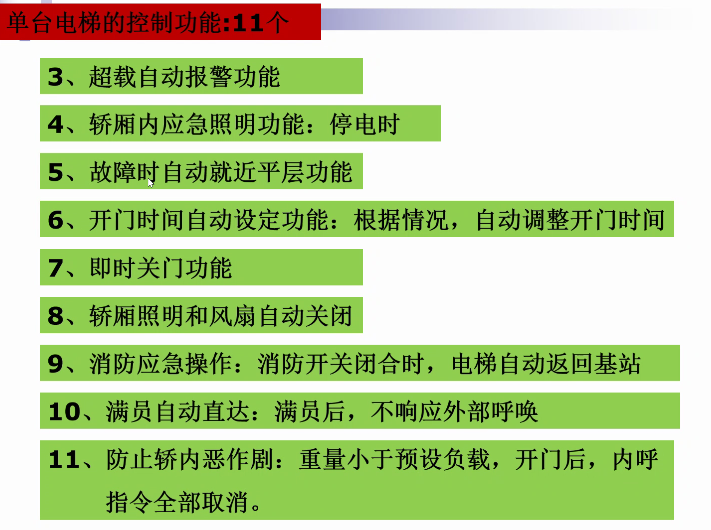 单台电梯的控制功能:11个
3、超载自动报警功能
4、轿厢内应急照明功能：停电时
5、故障时自动就近平层功能
6、开门时间自动设定功能：根据情况，自动调整开门时间
7、即时关门功能
8、轿厢照明和风扇自动关闭
9、消防应急操作：消防开关闭合时，电梯自动返回基站
10、满员自动直达：满员后，不响应外部呼唤
11、防止轿内恶作剧：重量小于预设负载，开门后，内呼
指令全部取消。